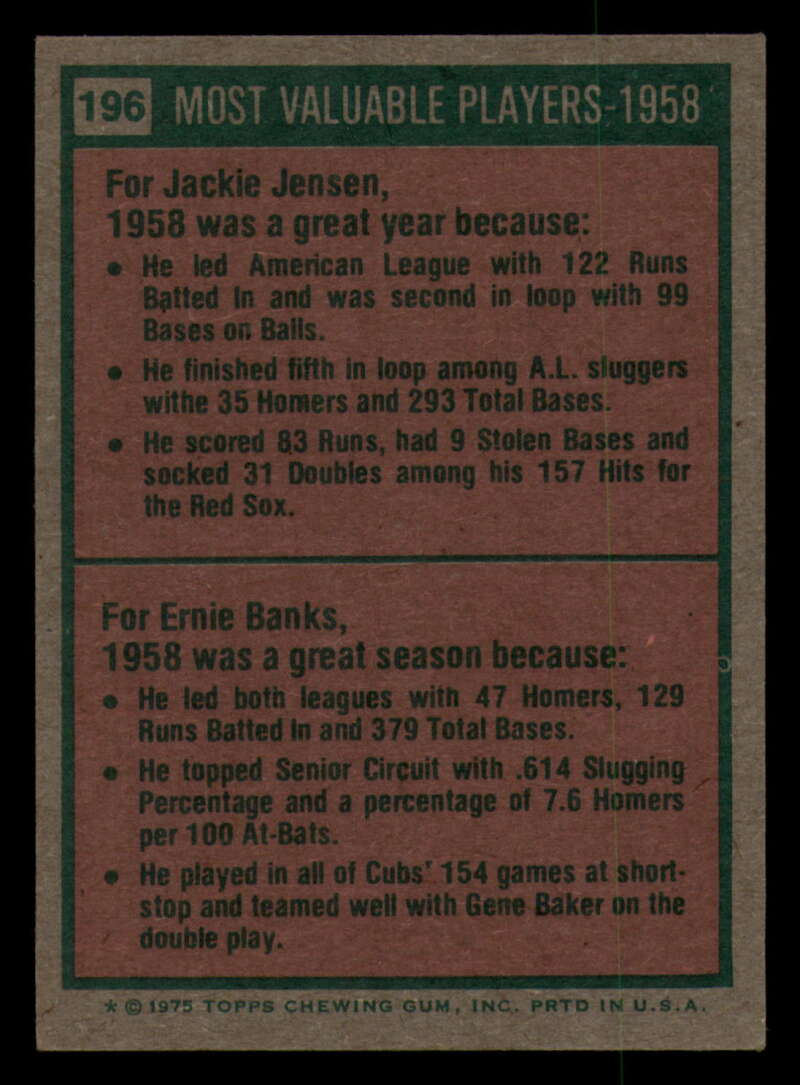 196 MOST VALUABLE PLAYERS-1958
For Jackie Jensen,
1958 was a great year because:
• He led American League with 122 Runs
Batted In and was second in loop with 99
Bases on Balls.
• He finished fifth in loop among A.L. sluggers
withe 35 Homers and 293 Total Bases.
• He scored 83 Runs, had 9 Stolen Bases and
socked 31 Doubles among his 157 Hits for
the Red Sox.
For Ernie Banks,
1958 was a great season because:
• He led both leagues with 47 Homers, 129
Runs Batted In and 379 Total Bases.
• He topped Senior Circuit with .614 Slugging
Percentage and a percentage of 7.6 Homers
per 100 At-Bats.
• He played in all of Cubs' 154 games at short-
stop and teamed well with Gene Baker on the
double play.
* © 1975 TOPPS CHEWING GUM, INC. PRTD IN U.S.A.